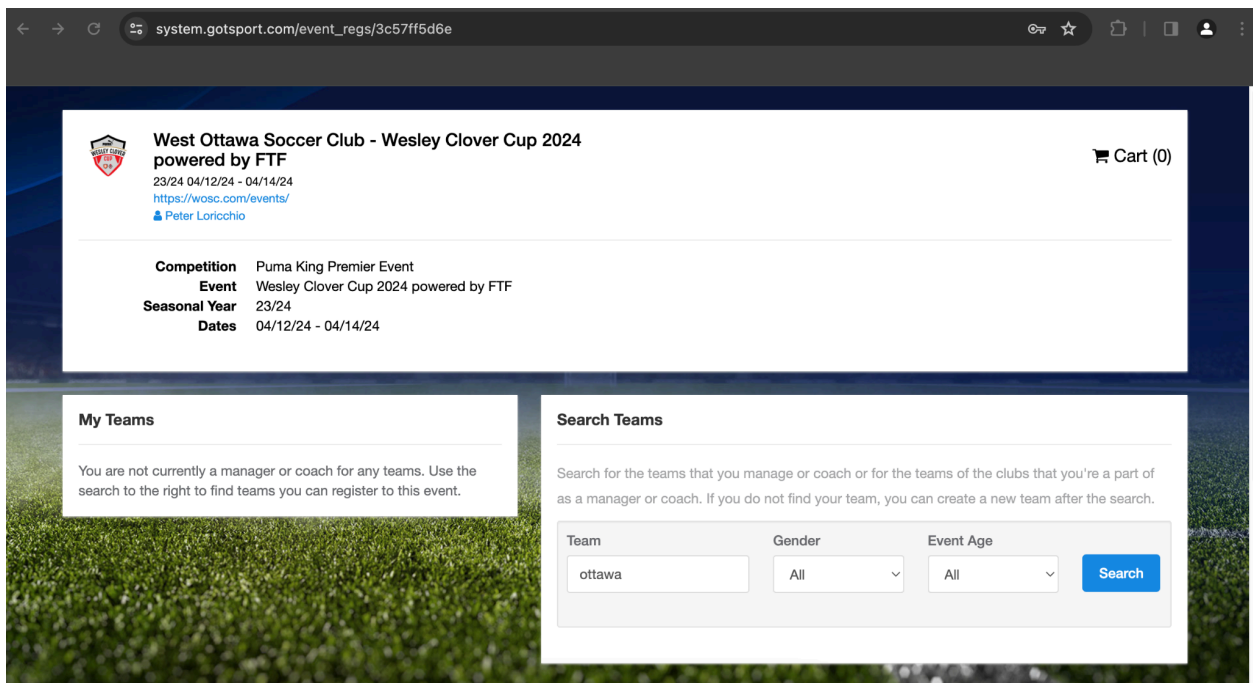 system.gotsport.com/event_regs/3c57ff5d6e
WESLEY CLOVER
CUP
West Ottawa Soccer Club - Wesley Clover Cup 2024
powered by FTF
23/24 04/12/24 - 04/14/24
https://wosc.com/events/
Peter Loricchio
Cart (0)
Competition Puma King Premier Event
Event Wesley Clover Cup 2024 powered by FTF
Seasonal Year 23/24
Dates 04/12/24 - 04/14/24
My Teams
You are not currently a manager or coach for any teams. Use the
search to the right to find teams you can register to this event.
Search Teams
Search for the teams that you manage or coach or for the teams of the clubs that you're a part of
as a manager or coach. If you do not find your team, you can create a new team after the search.
Team Gender Event Age
ottawa All All Search